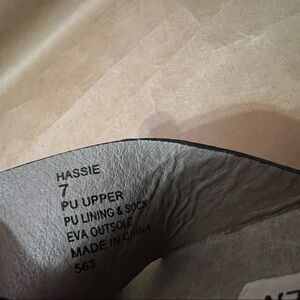 HASSIE
7
PU UPPER
PU LINING & SOCK
EVA OUTSOLE
MADE IN CHINA
563